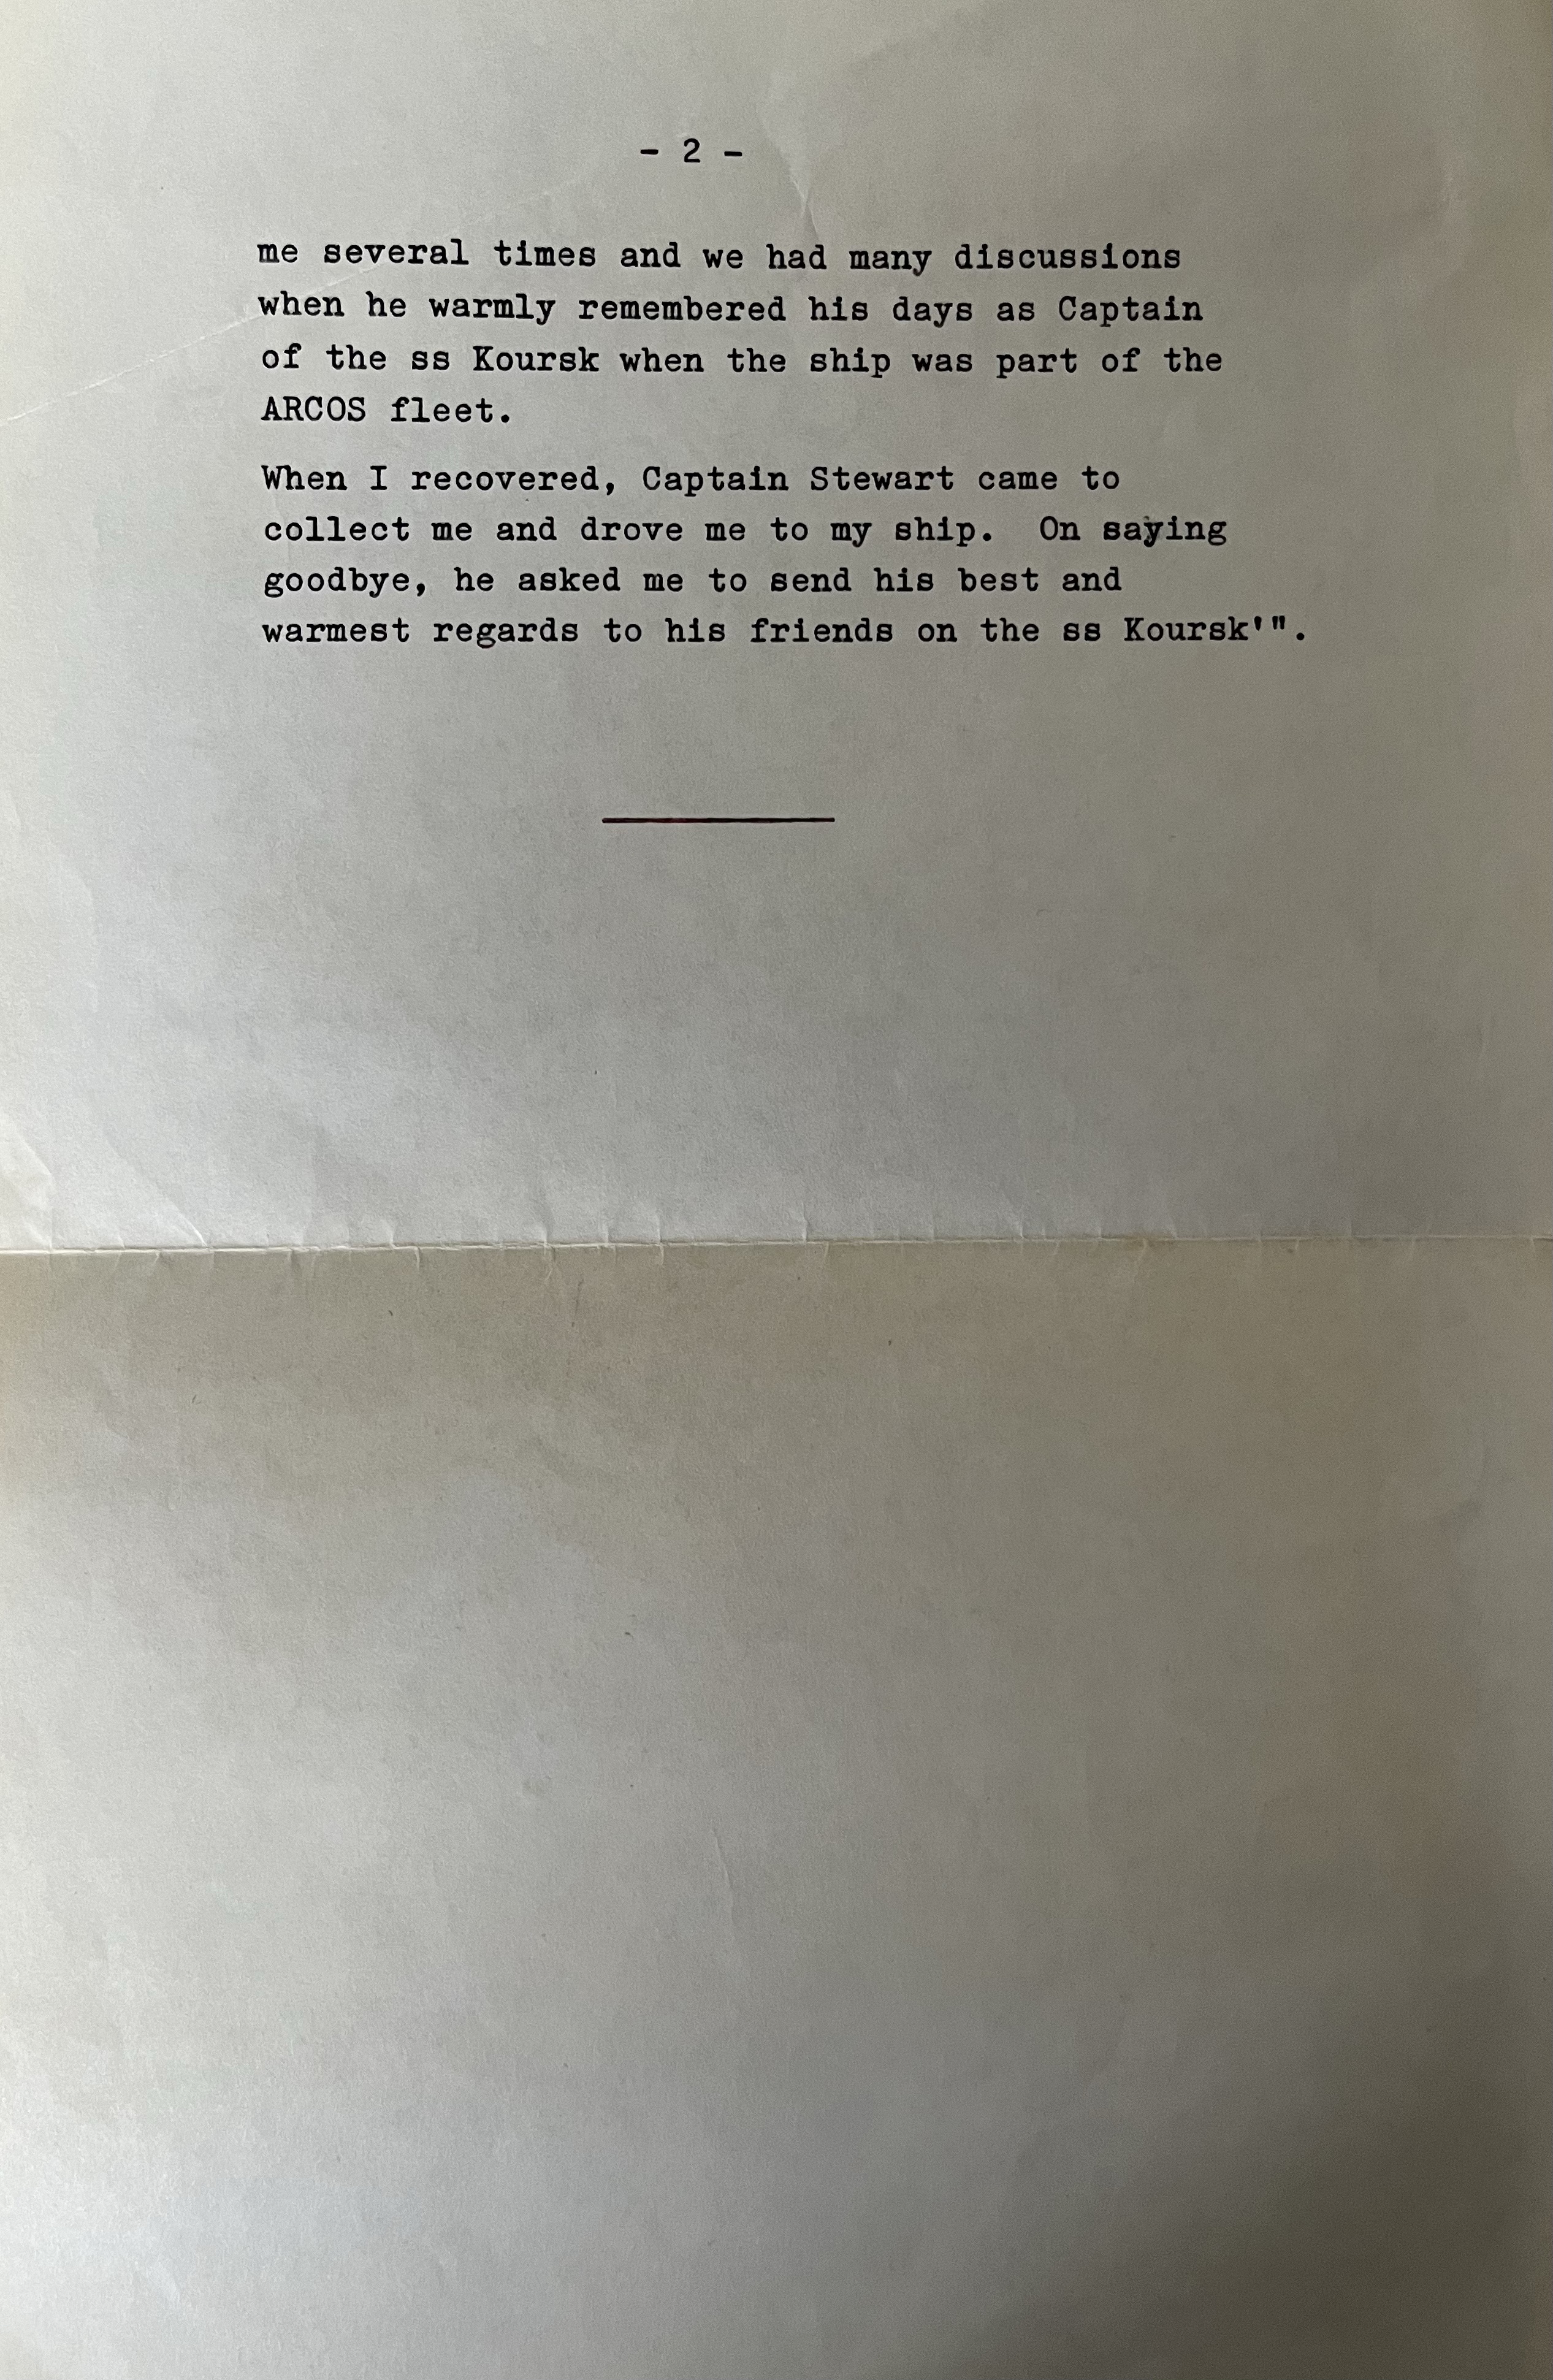 - 2 -
me several times and we had many discussions
when he warmly remembered his days as Captain
of the ss Koursk when the ship was part of the
ARCOS fleet.
When I recovered, Captain Stewart came to
collect me and drove me to my ship.  On saying
goodbye, he asked me to send his best and
warmest regards to his friends on the ss Koursk'".